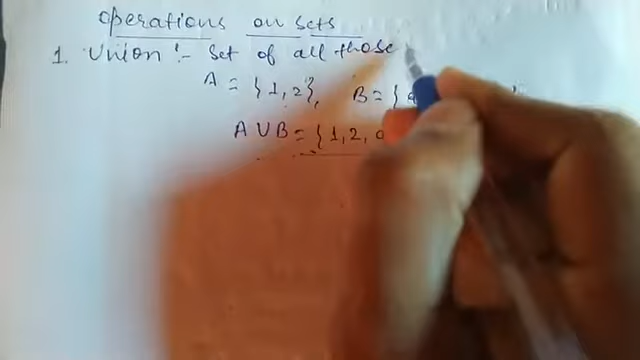 operations on sets
1. Union :- Set of all those
A = {1,2}, B = {
A U B = {1, 2, a